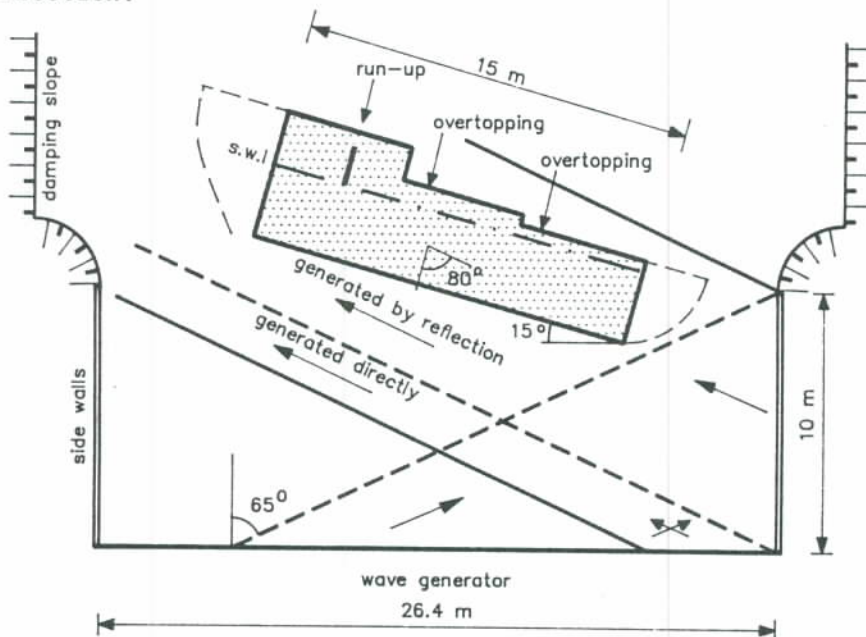 15 m
run-up
damping slope
overtopping
overtopping
s.w.l
80°
generated by reflection
15°
generated directly
side walls
10 m
65°
wave generator
26.4 m